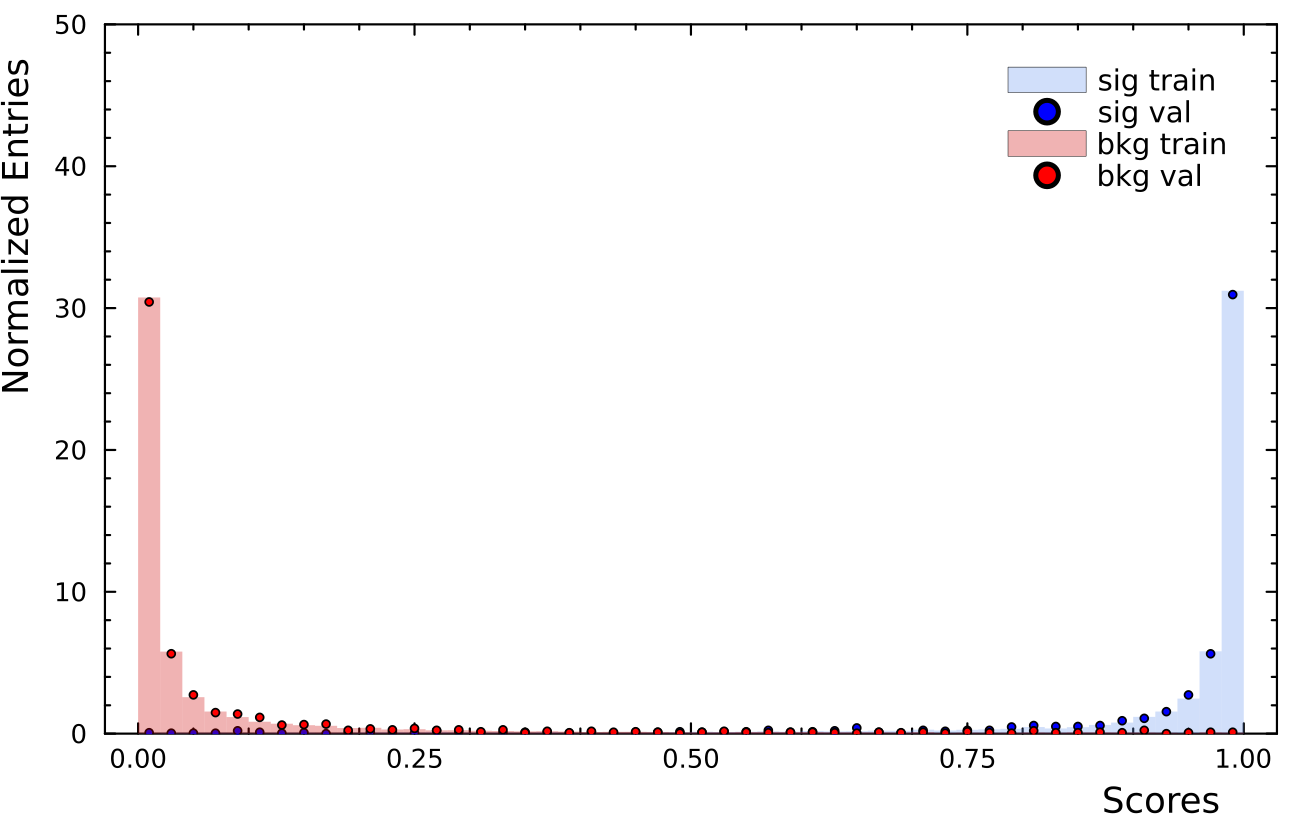 Normalized Entries
50
40
30
20
10
0
sig train
sig val
bkg train
bkg val
0.00 0.25 0.50 0.75 1.00
Scores